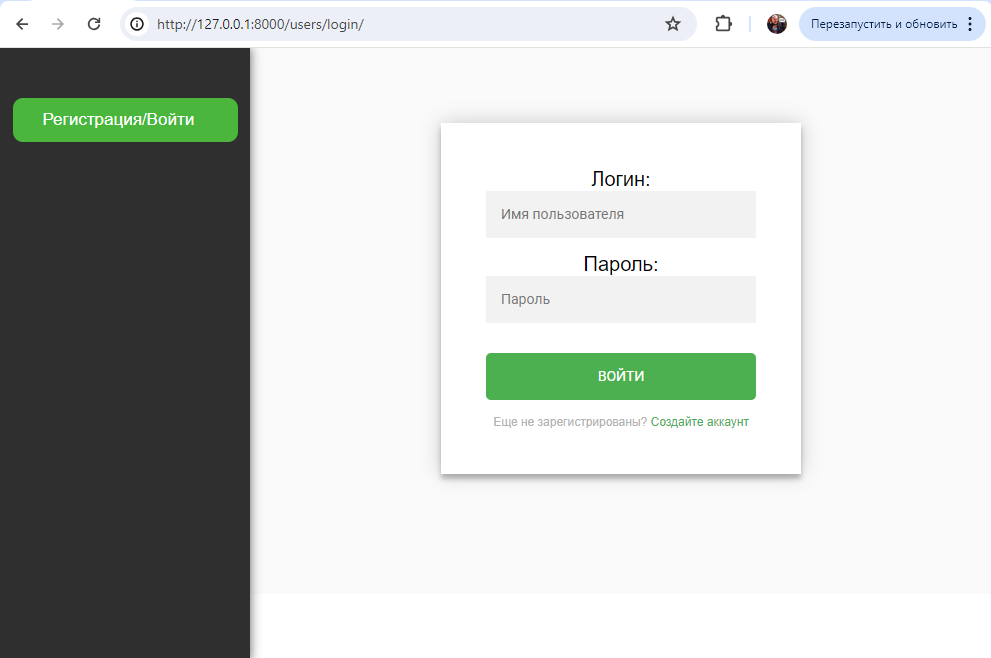 http://127.0.0.1:8000/users/login/
Перезапустить и обновить
Регистрация/Войти
Логин:
Имя пользователя
Пароль:
Пароль
ВОЙТИ
Еще не зарегистрированы? Создайте аккаунт